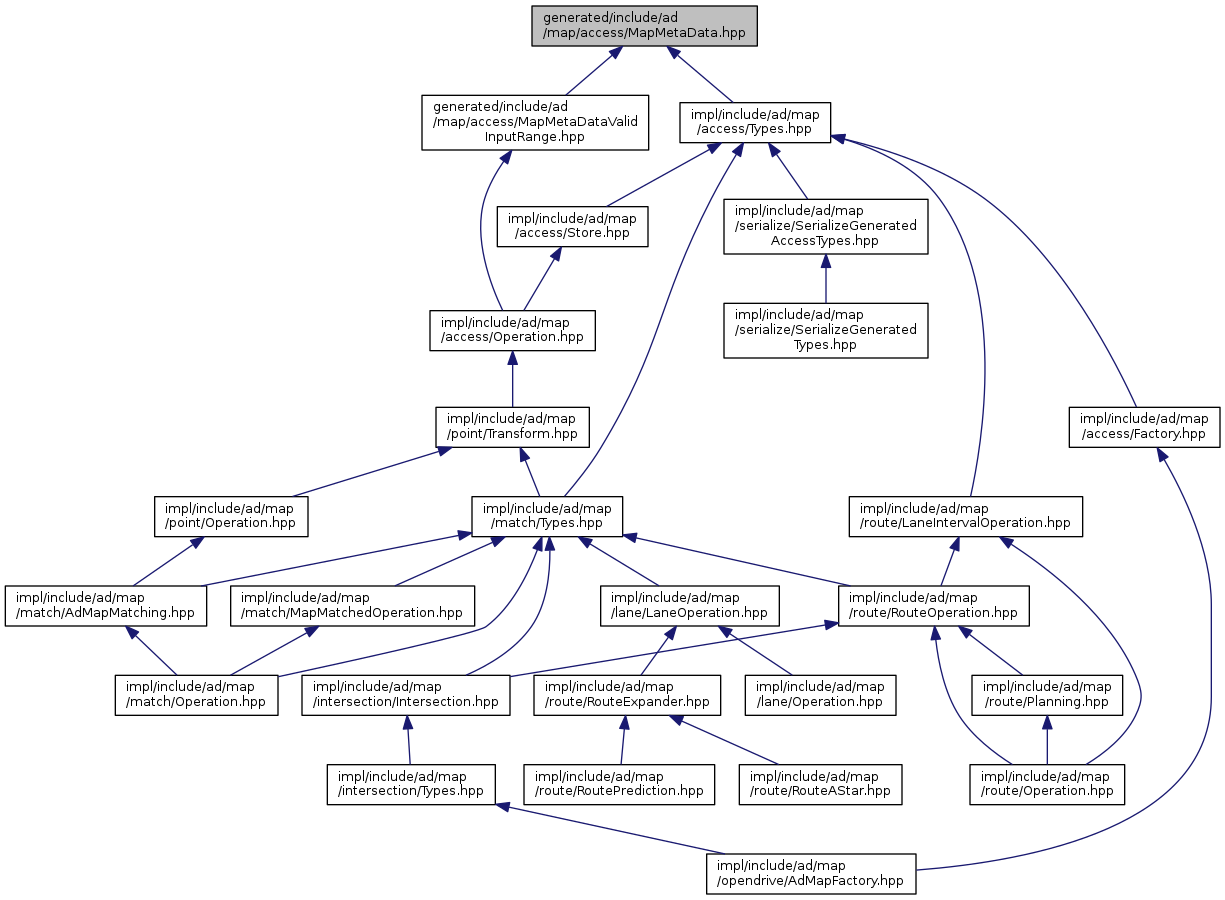 generated/include/ad
/map/access/MapMetaData.hpp
generated/include/ad
/map/access/MapMetaDataValid
InputRange.hpp
impl/include/ad/map
/access/Types.hpp
impl/include/ad/map
/access/Store.hpp
impl/include/ad/map
/serialize/SerializeGenerated
AccessTypes.hpp
impl/include/ad/map
/access/Operation.hpp
impl/include/ad/map
/serialize/SerializeGenerated
Types.hpp
impl/include/ad/map
/point/Transform.hpp
impl/include/ad/map
/access/Factory.hpp
impl/include/ad/map
/point/Operation.hpp
impl/include/ad/map
/match/Types.hpp
impl/include/ad/map
/route/LaneIntervalOperation.hpp
impl/include/ad/map
/match/AdMapMatching.hpp
impl/include/ad/map
/match/MapMatchedOperation.hpp
impl/include/ad/map
/lane/LaneOperation.hpp
impl/include/ad/map
/route/RouteOperation.hpp
impl/include/ad/map
/match/Operation.hpp
impl/include/ad/map
/intersection/Intersection.hpp
impl/include/ad/map
/route/RouteExpander.hpp
impl/include/ad/map
/lane/Operation.hpp
impl/include/ad/map
/route/Planning.hpp
impl/include/ad/map
/intersection/Types.hpp
impl/include/ad/map
/route/RoutePrediction.hpp
impl/include/ad/map
/route/RouteAStar.hpp
impl/include/ad/map
/route/Operation.hpp
impl/include/ad/map
/opendrive/AdMapFactory.hpp